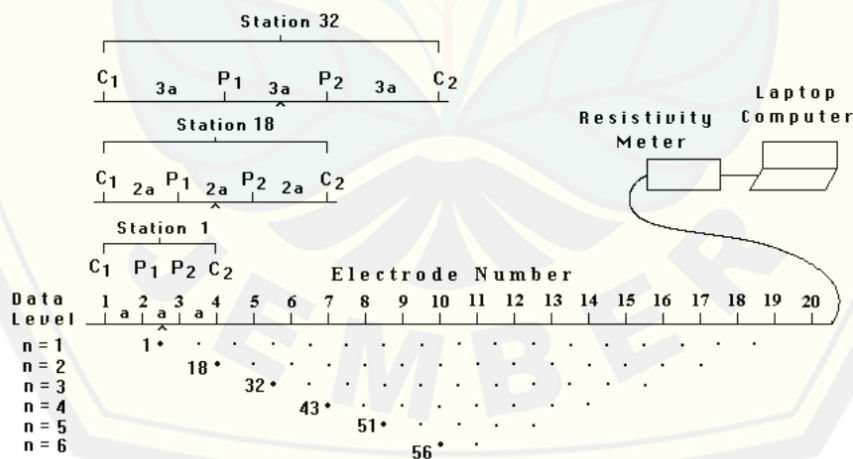 Station 32
C1 3a P1 3a P2 3a C2
Station 18
C1 2a P1 2a P2 2a C2
Station 1
C1 P1 P2 C2
Resistivity Meter
Laptop Computer
Electrode Number
Data Level
1 2 3 4 5 6 7 8 9 10 11 12 13 14 15 16 17 18 19 20
a a a
n = 1 1
n = 2 18
n = 3 32
n = 4 43
n = 5 51
n = 6 56
JEMBER